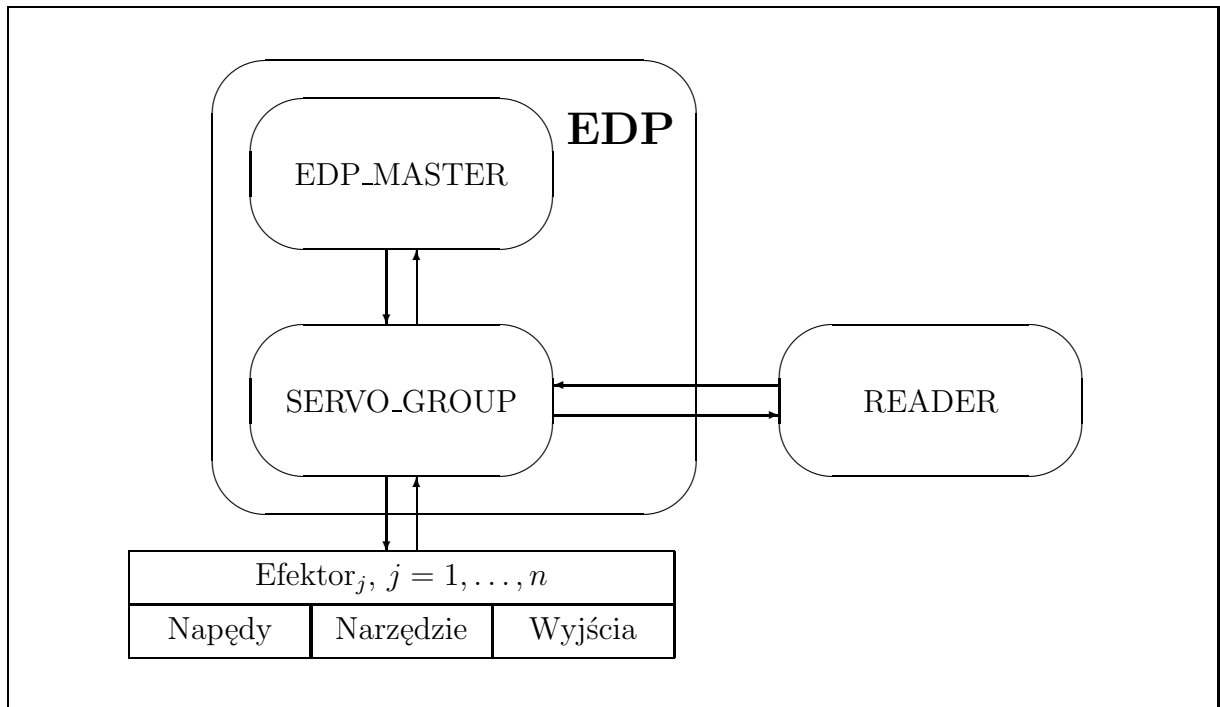 EDP
EDP_MASTER
SERVO_GROUP
READER
Efektor_j, j = 1, . . . , n
Napędy Narzędzie Wyjścia